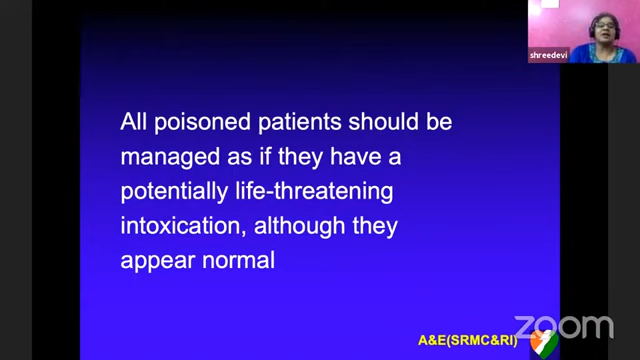 shreedevi
All poisoned patients should be
managed as if they have a
potentially life-threatening
intoxication, although they
appear normal
A&E(SRMC&RI)
zoom